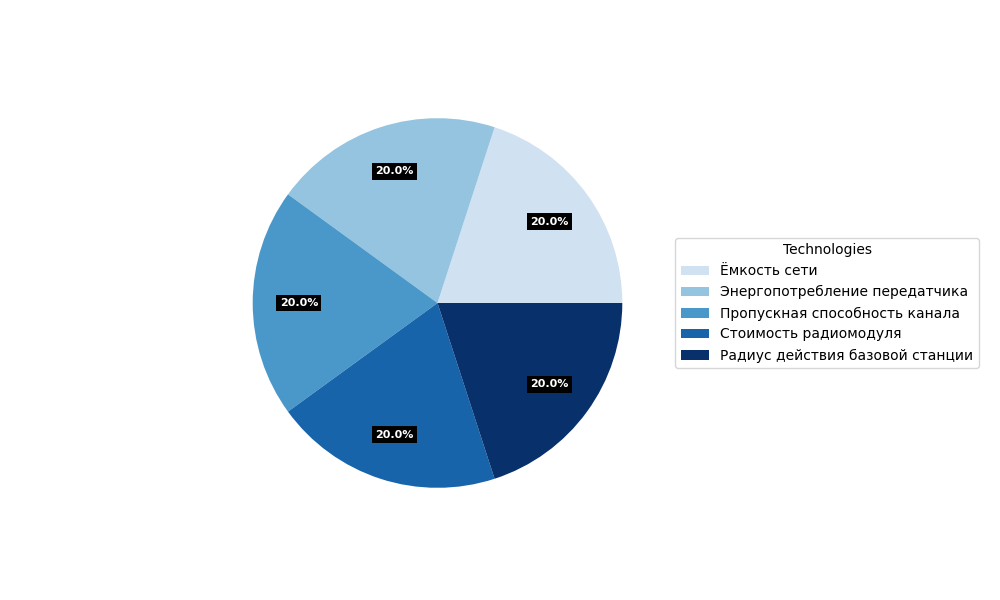 20.0%
20.0%
20.0%
20.0%
20.0%
Technologies
Ёмкость сети
Энергопотребление передатчика
Пропускная способность канала
Стоимость радиомодуля
Радиус действия базовой станции